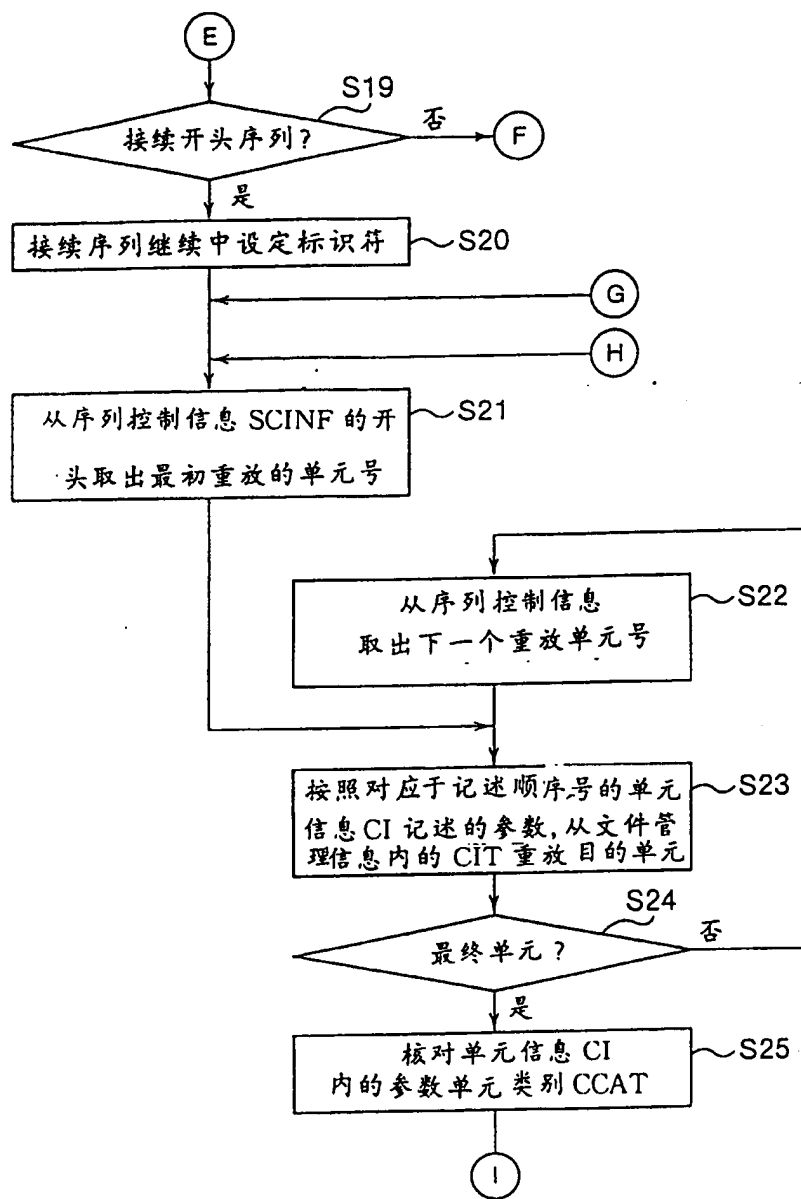 E
S19
接续开头序列?
否
F
是
接续序列继续中设定标识符
S20
G
H
从序列控制信息 SCINF 的开
头取出最初重放的单元号
S21
从序列控制信息
取出下一个重放单元号
S22
按照对应于记述顺序号的单元
信息CI 记述的参数,从文件管
理信息内的 CIT 重放目的单元
S23
S24
最终单元?
否
是
核对单元信息 CI
内的参数单元类别 CCAT
S25
I